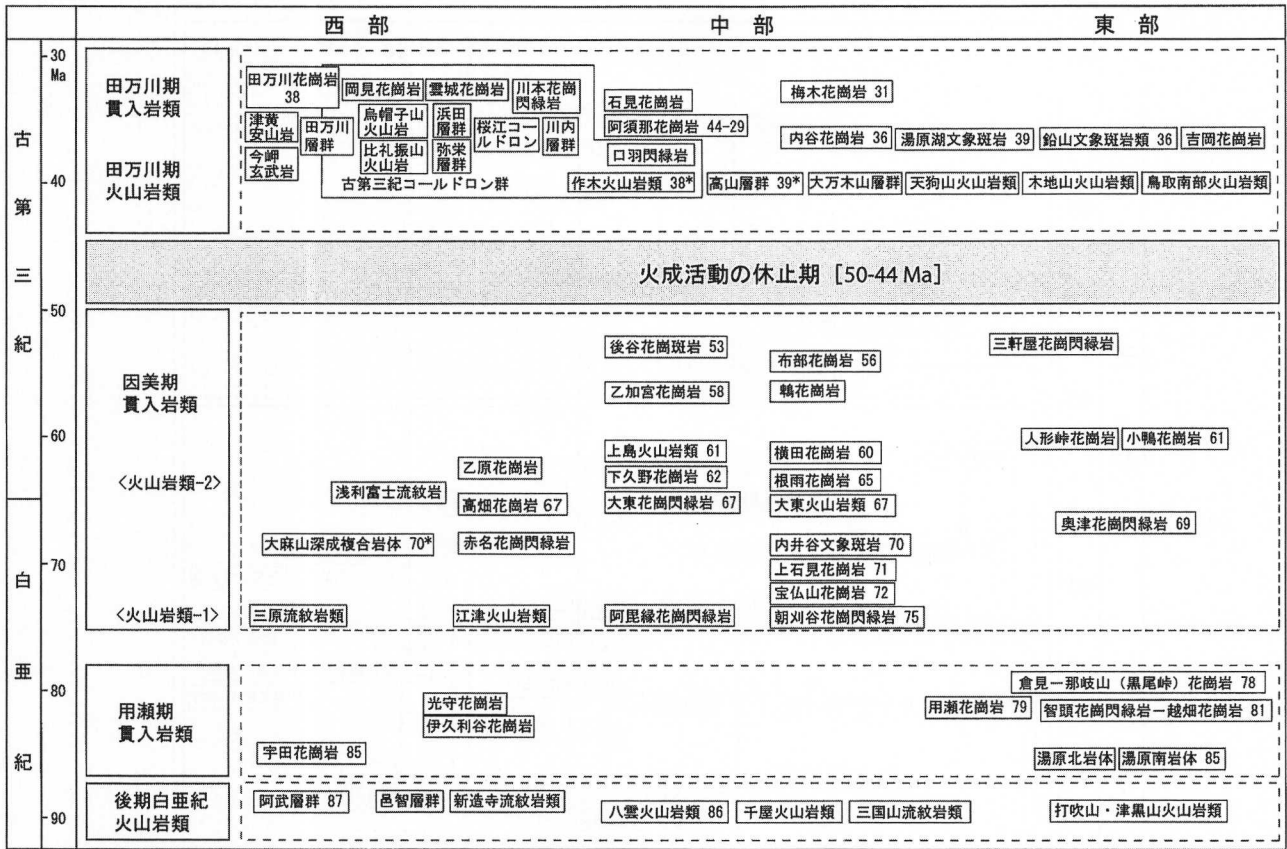 西部 中部 東部
古第三紀
白亜紀
30
Ma
40
50
60
70
80
90
田万川期
貫入岩類
田万川期
火山岩類
田万川花崗岩
38
岡見花崗岩
雲城花崗岩
川本花崗
閃緑岩
石見花崗岩
梅木花崗岩 31
津黄
安山岩
田万川
層群
烏帽子山
火山岩
浜田
層群
桜江コー
ルドロン
川内
層群
阿須那花崗岩 44-29
内谷花崗岩 36
湯原湖文象斑岩 39
鉛山文象斑岩類 36
吉岡花崗岩
今岬
玄武岩
比礼振山
火山岩
弥栄
層群
口羽閃緑岩
古第三紀コールドロン群
作木火山岩類 38*
高山層群 39*
大万木山層群
天狗山火山岩類
木地山火山岩類
鳥取南部火山岩類
火成活動の休止期 [50-44 Ma]
因美期
貫入岩類
<火山岩類-2>
<火山岩類-1>
後谷花崗斑岩 53
三軒屋花崗閃緑岩
布部花崗岩 56
乙加宮花崗岩 58
鵯花崗岩
人形峠花崗岩
小鴨花崗岩 61
上島火山岩類 61
横田花崗岩 60
乙原花崗岩
下久野花崗岩 62
根雨花崗岩 65
浅利富士流紋岩
高畑花崗岩 67
大東花崗閃緑岩 67
大東火山岩類 67
奥津花崗閃緑岩 69
大麻山深成複合岩体 70*
赤名花崗閃緑岩
内井谷文象斑岩 70
上石見花崗岩 71
宝仏山花崗岩 72
三原流紋岩類
江津火山岩類
阿毘縁花崗閃緑岩
朝刈谷花崗閃緑岩 75
用瀬期
貫入岩類
倉見ー那岐山（黒尾峠）花崗岩 78
光守花崗岩
用瀬花崗岩 79
智頭花崗閃緑岩ー越畑花崗岩 81
伊久利谷花崗岩
宇田花崗岩 85
湯原北岩体
湯原南岩体 85
後期白亜紀
火山岩類
阿武層群 87
邑智層群
新造寺流紋岩類
八雲火山岩類 86
千屋火山岩類
三国山流紋岩類
打吹山・津黒山火山岩類